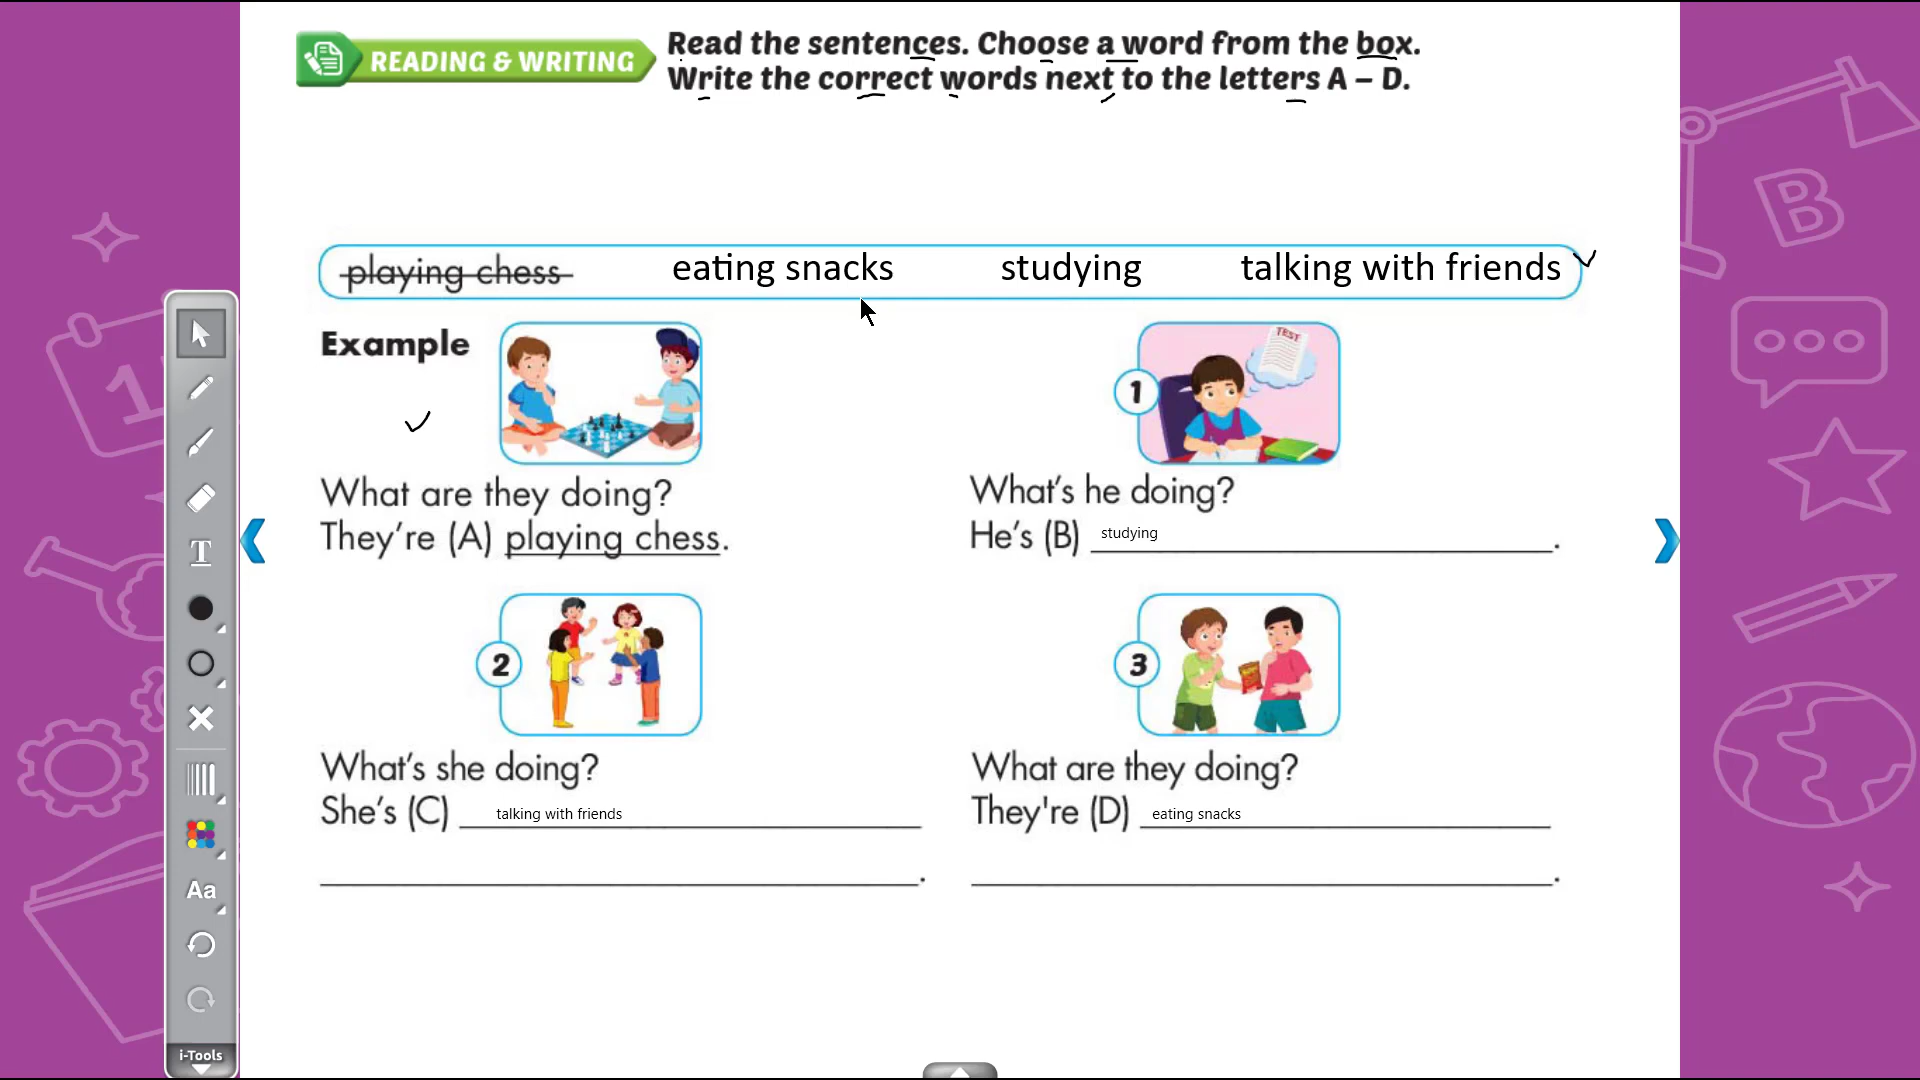 READING & WRITING
Read the sentences. Choose a word from the box.
Write the correct words next to the letters A – D.
playing chess eating snacks studying talking with friends
Example
TEST
1
What are they doing?
They're (A) playing chess.
What's he doing?
He's (B) studying.
2
3
What's she doing?
She's (C) talking with friends
.
What are they doing?
They're (D) eating snacks
.
T
Aa
i-Tools
1
B